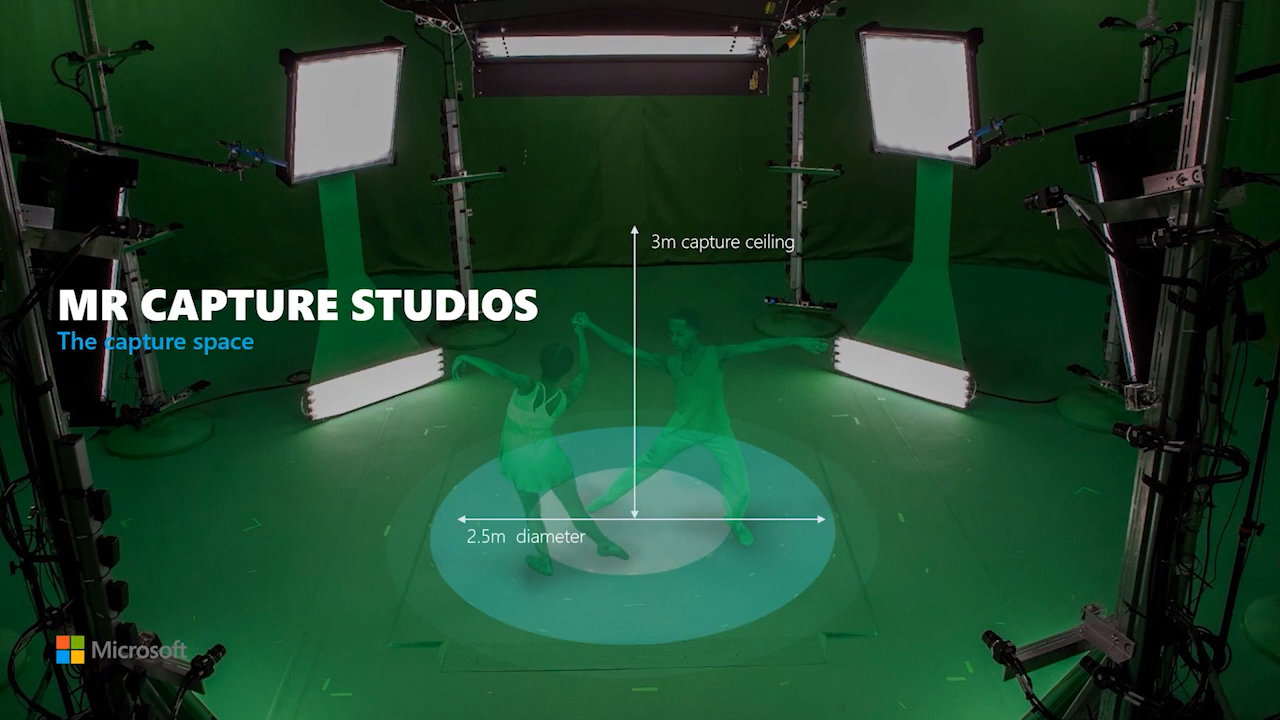 3m capture ceiling
MR CAPTURE STUDIOS
The capture space
2.5m diameter
Microsoft